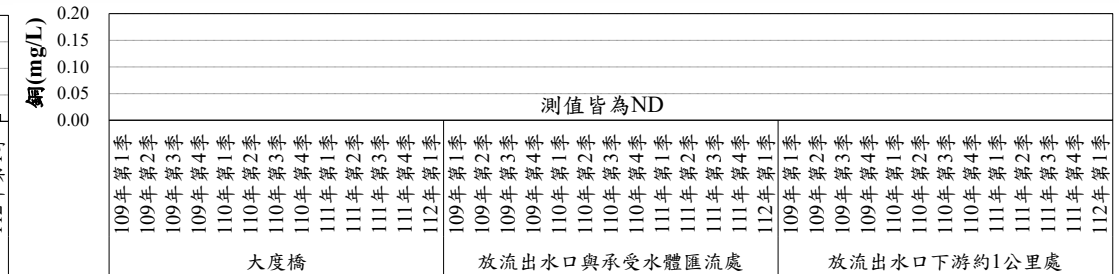 銅(mg/L)
0.20
0.15
0.10
0.05
0.00
測值皆為ND
109年第1季
109年第2季
109年第3季
109年第4季
110年第1季
110年第2季
110年第3季
110年第4季
111年第1季
111年第2季
111年第3季
111年第4季
112年第1季
109年第1季
109年第2季
109年第3季
109年第4季
110年第1季
110年第2季
110年第3季
110年第4季
111年第1季
111年第2季
111年第3季
111年第4季
112年第1季
109年第1季
109年第2季
109年第3季
109年第4季
110年第1季
110年第2季
110年第3季
110年第4季
111年第1季
111年第2季
111年第3季
111年第4季
112年第1季
大度橋
放流出水口與承受水體匯流處
放流出水口下游約1公里處